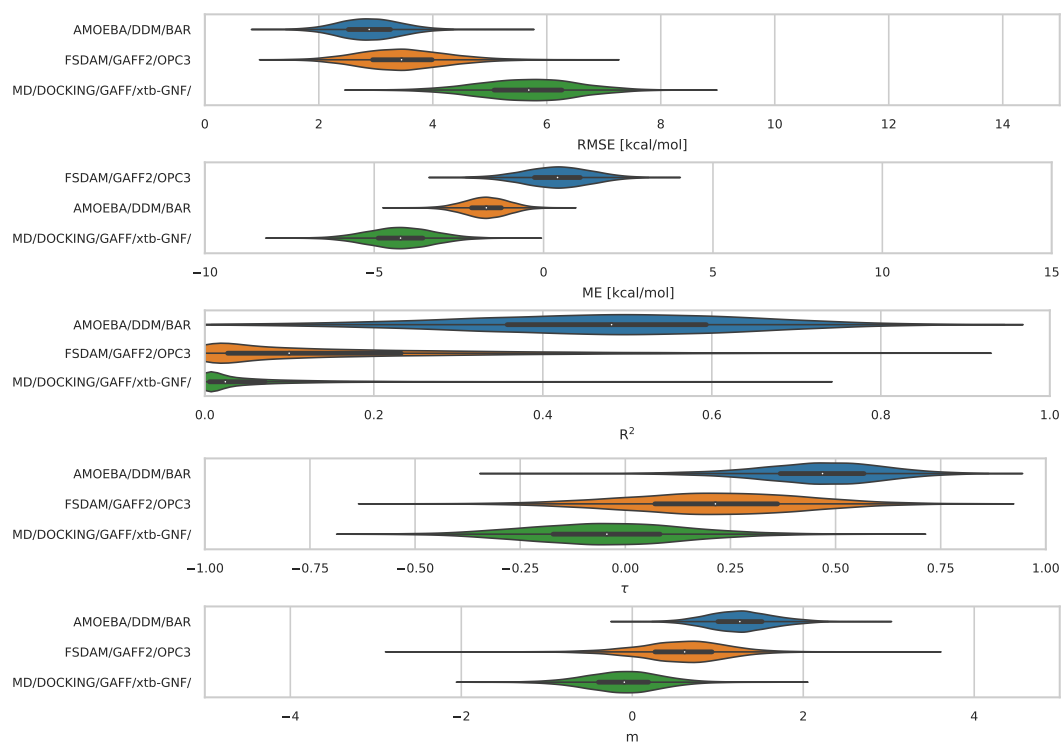 AMOEBA/DDM/BAR
FSDAM/GAFF2/OPC3
MD/DOCKING/GAFF/xtb-GNF/
0 2 4 6 8 10 12 14
RMSE [kcal/mol]
FSDAM/GAFF2/OPC3
AMOEBA/DDM/BAR
MD/DOCKING/GAFF/xtb-GNF/
−10 −5 0 5 10 15
ME [kcal/mol]
AMOEBA/DDM/BAR
FSDAM/GAFF2/OPC3
MD/DOCKING/GAFF/xtb-GNF/
0.0 0.2 0.4 0.6 0.8 1.0
R²
AMOEBA/DDM/BAR
FSDAM/GAFF2/OPC3
MD/DOCKING/GAFF/xtb-GNF/
−1.00 −0.75 −0.50 −0.25 0.00 0.25 0.50 0.75 1.00
τ
AMOEBA/DDM/BAR
FSDAM/GAFF2/OPC3
MD/DOCKING/GAFF/xtb-GNF/
−4 −2 0 2 4
m